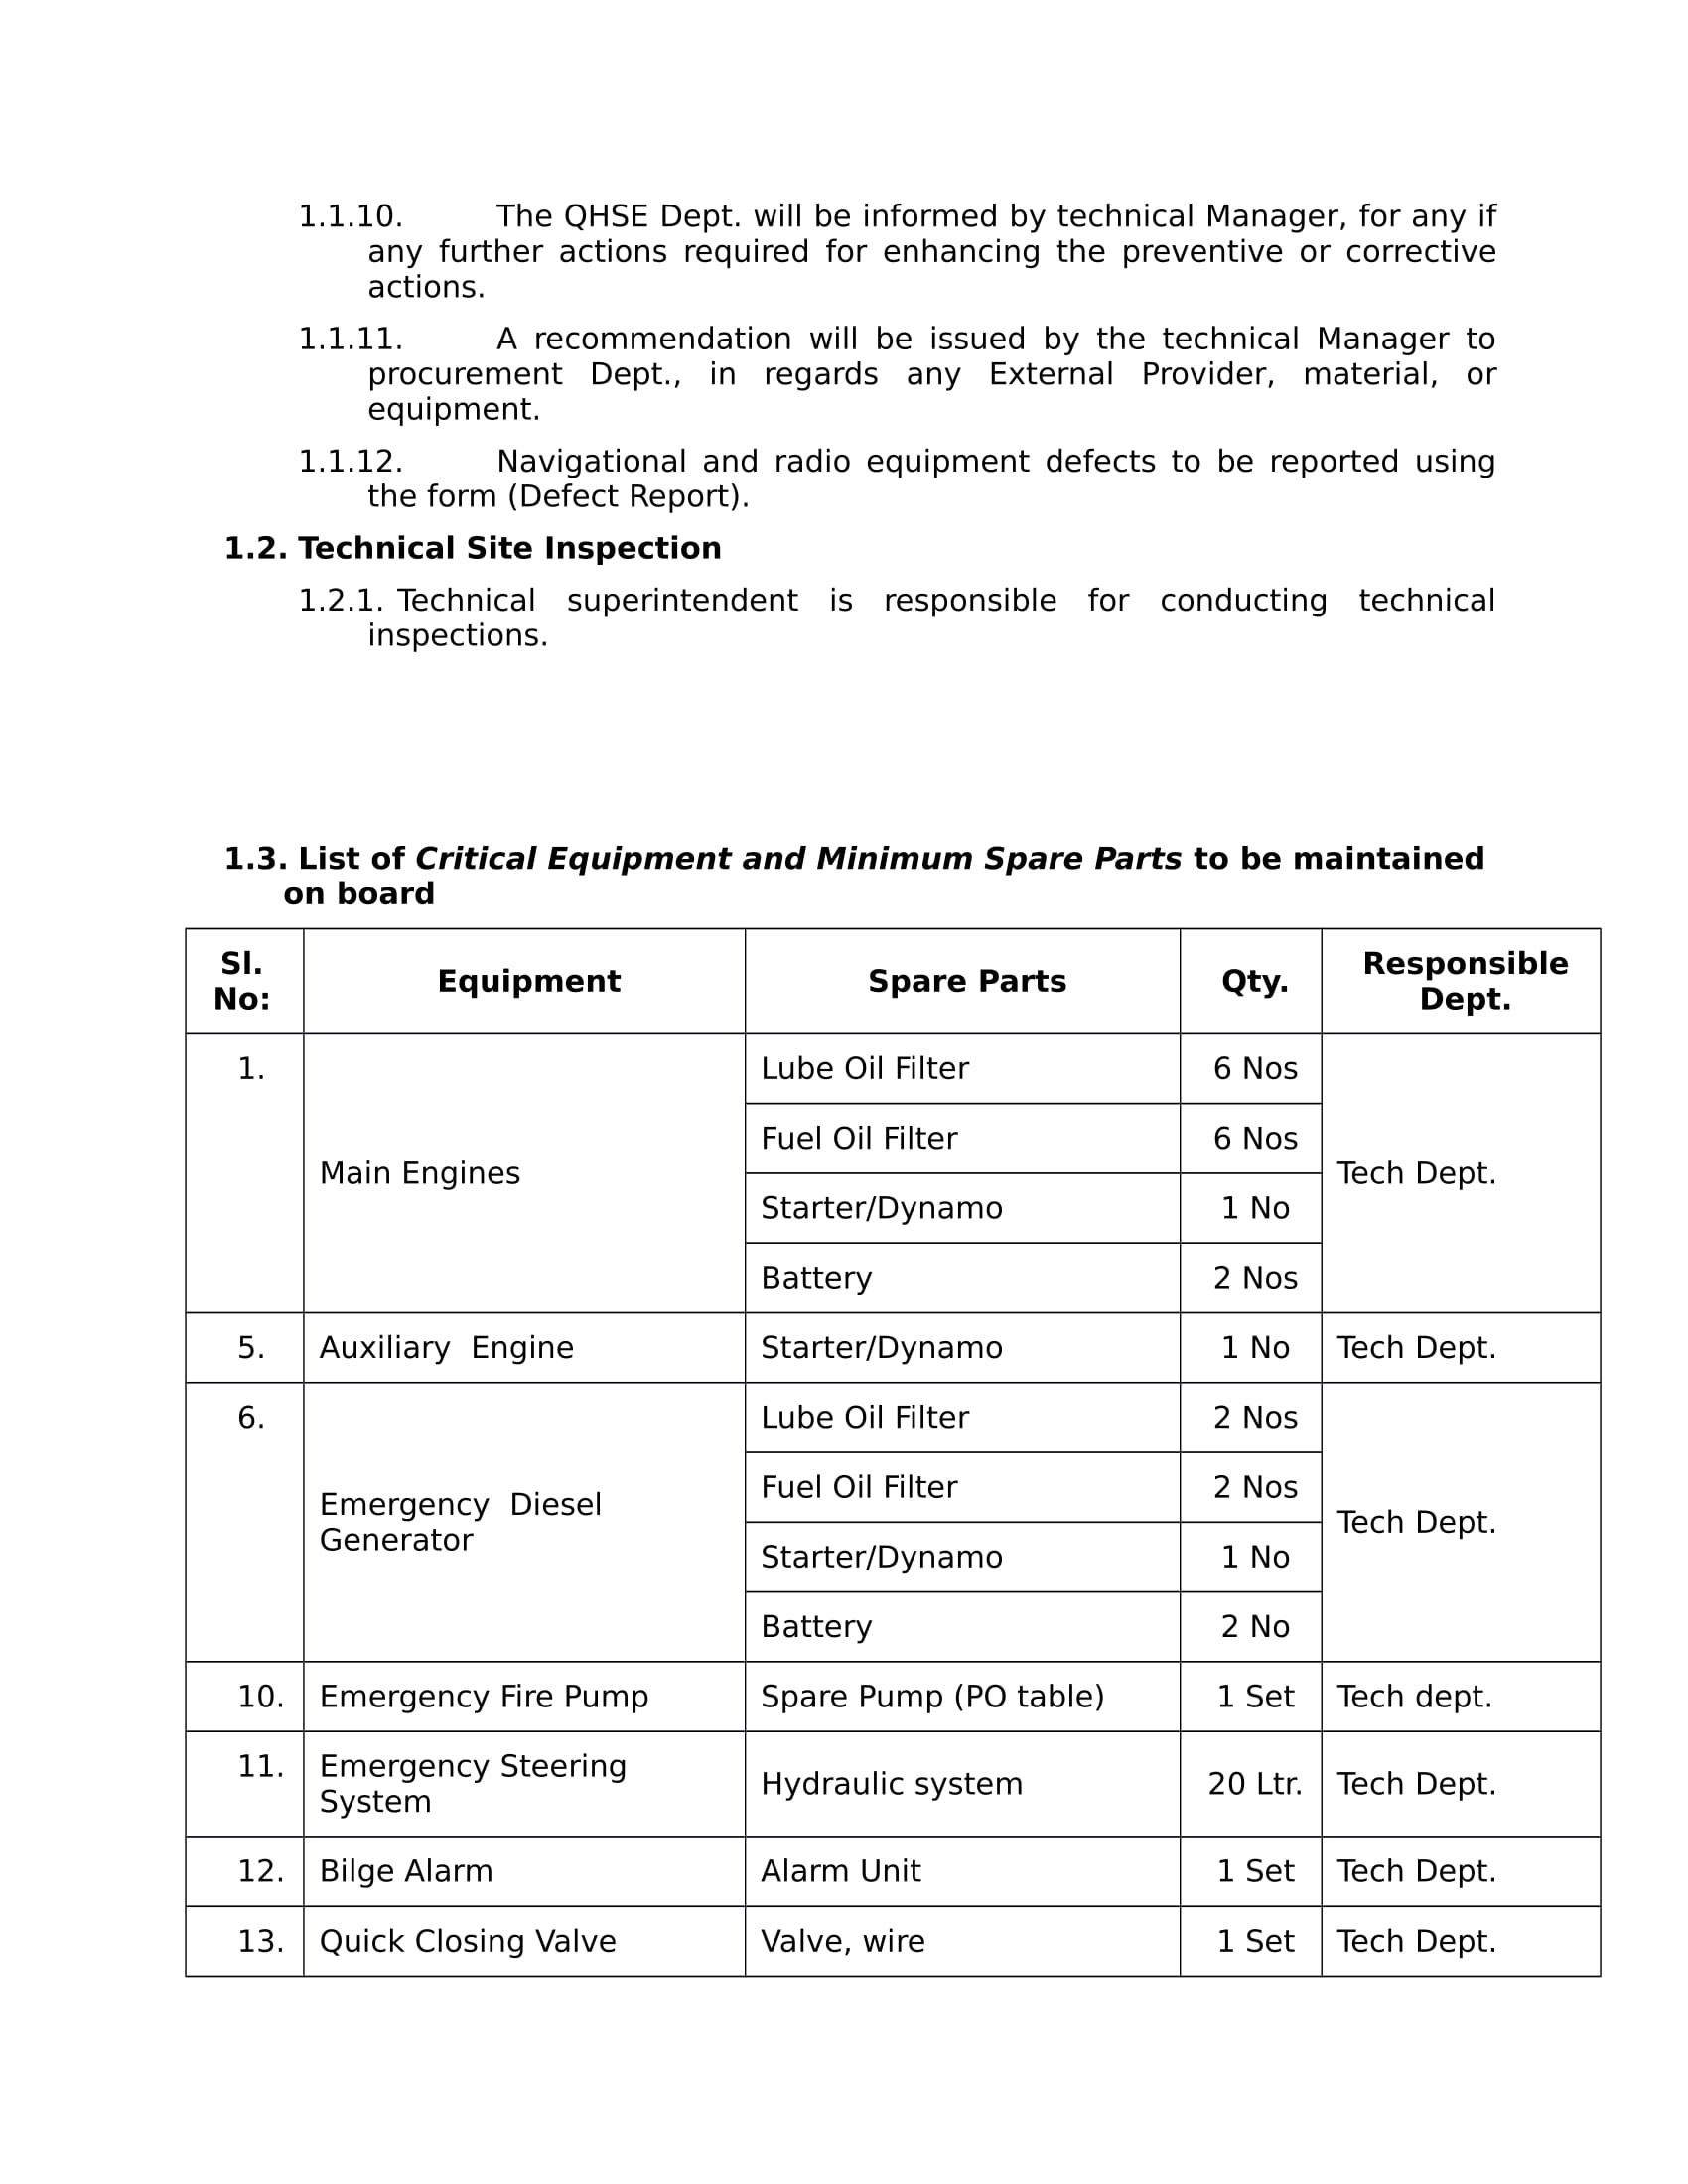 1.1.10. The QHSE Dept. will be informed by technical Manager, for any if
any further actions required for enhancing the preventive or corrective
actions.
1.1.11. A recommendation will be issued by the technical Manager to
procurement Dept., in regards any External Provider, material, or
equipment.
1.1.12. Navigational and radio equipment defects to be reported using
the form (Defect Report).
1.2. Technical Site Inspection
1.2.1. Technical superintendent is responsible for conducting technical
inspections.
1.3. List of Critical Equipment and Minimum Spare Parts to be maintained
on board
Sl. No: Equipment Spare Parts Qty. Responsible Dept.
1. Main Engines Lube Oil Filter 6 Nos Tech Dept.
Fuel Oil Filter 6 Nos
Starter/Dynamo 1 No
Battery 2 Nos
5. Auxiliary Engine Starter/Dynamo 1 No Tech Dept.
6. Emergency Diesel Generator Lube Oil Filter 2 Nos Tech Dept.
Fuel Oil Filter 2 Nos
Starter/Dynamo 1 No
Battery 2 No
10. Emergency Fire Pump Spare Pump (PO table) 1 Set Tech dept.
11. Emergency Steering System Hydraulic system 20 Ltr. Tech Dept.
12. Bilge Alarm Alarm Unit 1 Set Tech Dept.
13. Quick Closing Valve Valve, wire 1 Set Tech Dept.